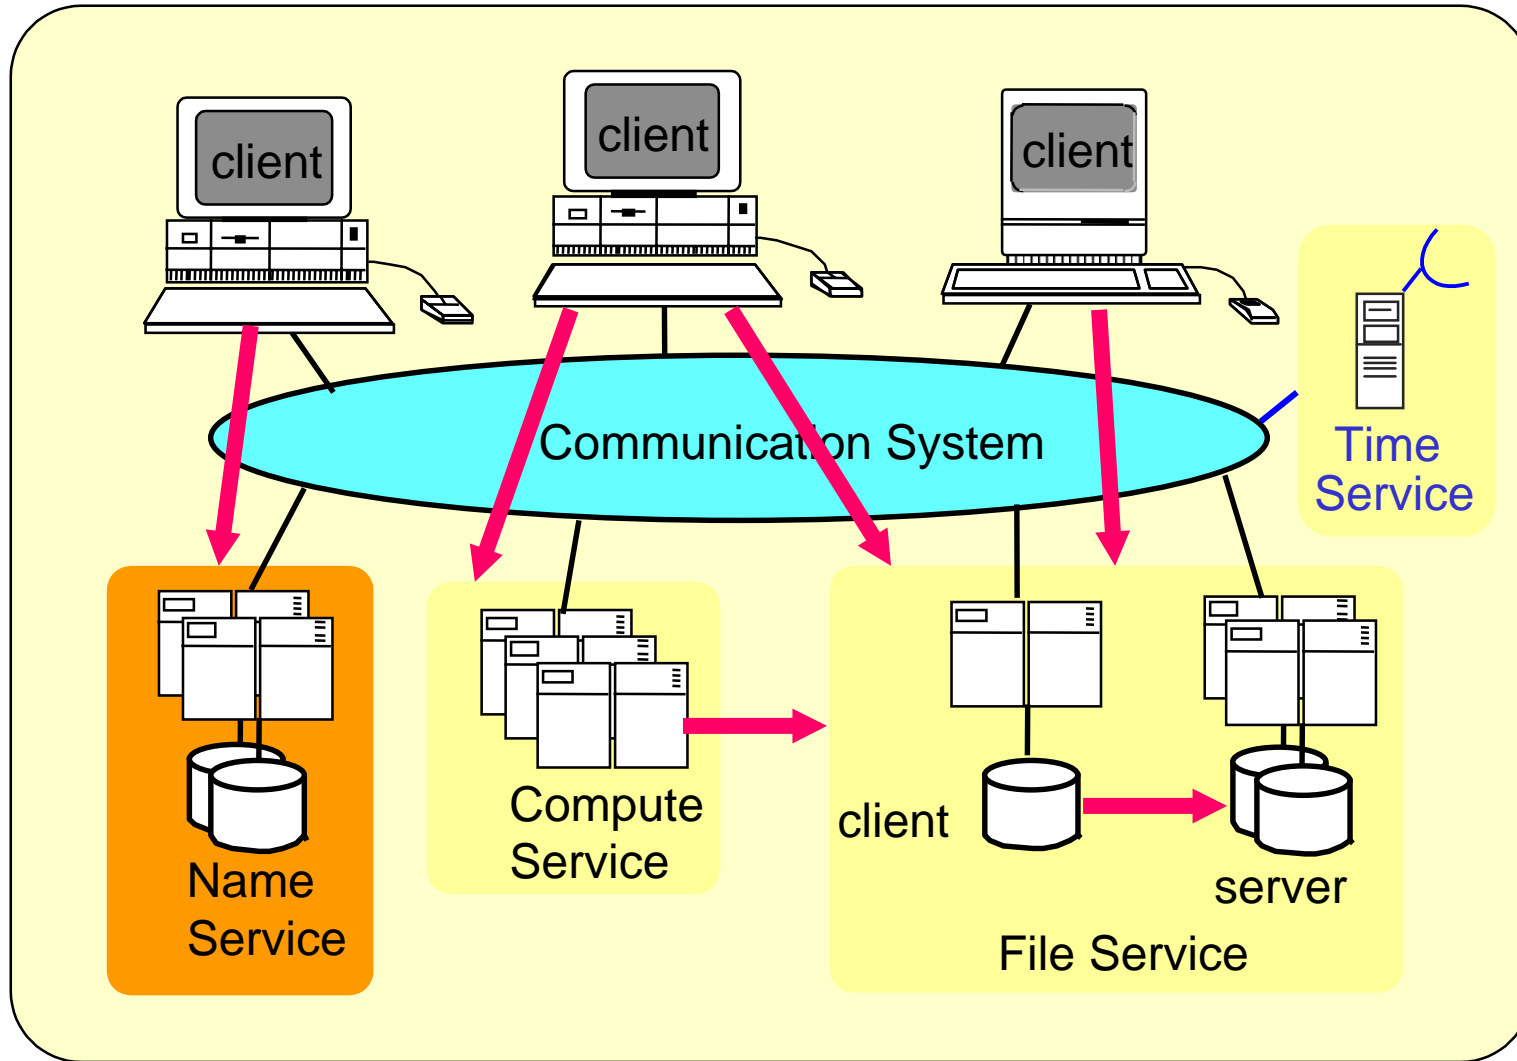 client
client
client
Communication System
Time
Service
Name
Service
Compute
Service
client
server
File Service